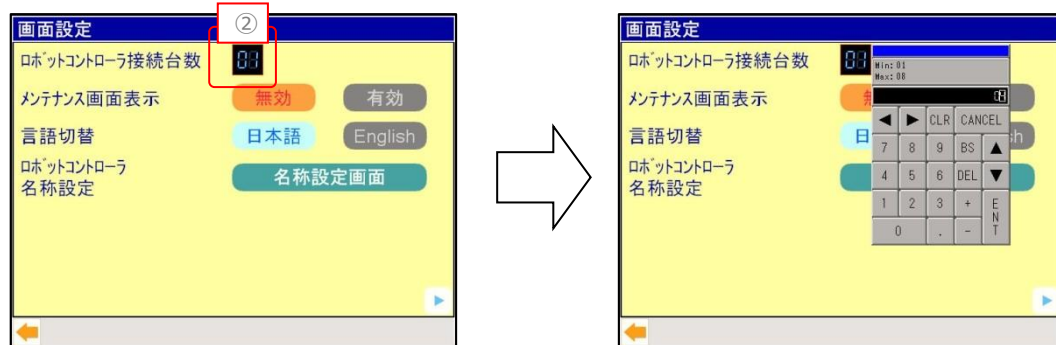 ②
画面設定
ロボットコントローラ接続台数 01
メンテナンス画面表示 無効 有効
言語切替 日本語 English
ロボットコントローラ
名称設定 名称設定画面
画面設定
ロボットコントローラ接続台数 01
Min: 01
Max: 08
メンテナンス画面表示
言語切替
ロボットコントローラ
名称設定
CLR CANCEL
7 8 9 BS
4 5 6 DEL
1 2 3 + ENT
0 . -